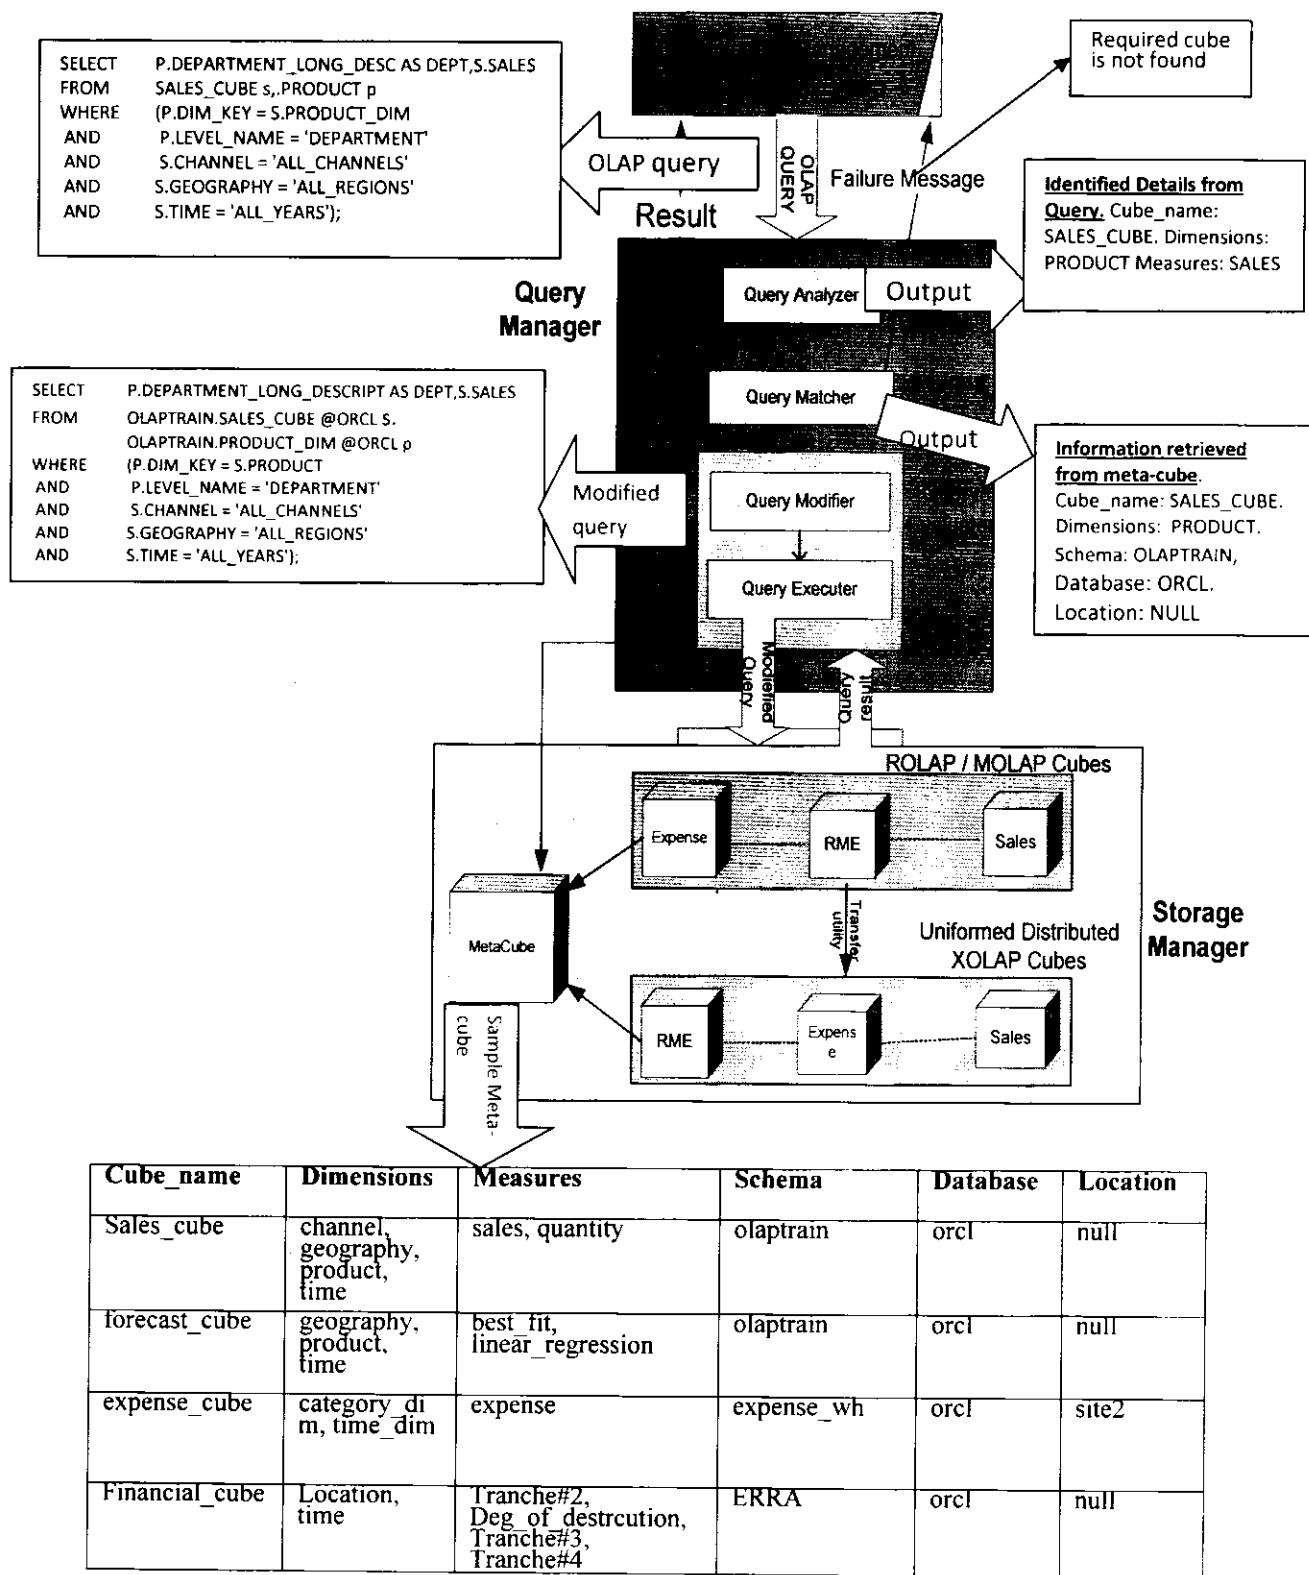 SELECT P.DEPARTMENT_LONG_DESC AS DEPT,S.SALES
FROM SALES_CUBE s,.PRODUCT p
WHERE (P.DIM_KEY = S.PRODUCT_DIM
AND P.LEVEL_NAME = 'DEPARTMENT'
AND S.CHANNEL = 'ALL_CHANNELS'
AND S.GEOGRAPHY = 'ALL_REGIONS'
AND S.TIME = 'ALL_YEARS');
OLAP query
OLAP
QUERY
Result
Failure Message
Required cube
is not found
Identified Details from
Query. Cube_name:
SALES_CUBE. Dimensions:
PRODUCT Measures: SALES
Query
Manager
Query Analyzer
Output
Query Matcher
Output
SELECT P.DEPARTMENT_LONG_DESCRIPT AS DEPT,S.SALES
FROM OLAPTRAIN.SALES_CUBE @ORCL S.
OLAPTRAIN.PRODUCT_DIM @ORCL p
WHERE (P.DIM_KEY = S.PRODUCT
AND P.LEVEL_NAME = 'DEPARTMENT'
AND S.CHANNEL = 'ALL_CHANNELS'
AND S.GEOGRAPHY = 'ALL_REGIONS'
AND S.TIME = 'ALL_YEARS');
Modified
query
Query Modifier
Query Executer
Information retrieved
from meta-cube.
Cube_name: SALES_CUBE.
Dimensions: PRODUCT.
Schema: OLAPTRAIN,
Database: ORCL.
Location: NULL
Modiefied
Query
Query
result
ROLAP / MOLAP Cubes
Expense
RME
Sales
Transfer
utility
Uniformed Distributed
XOLAP Cubes
Storage
Manager
MetaCube
RME
Expens
e
Sales
Sample Meta-
cube
Cube_name Dimensions Measures Schema Database Location
Sales_cube channel, geography, product, time sales, quantity olaptrain orcl null
forecast_cube geography, product, time best_fit, linear_regression olaptrain orcl null
expense_cube category_di m, time_dim expense expense_wh orcl site2
Financial_cube Location, time Tranche#2, Deg_of_destrcution, Tranche#3, Tranche#4 ERRA orcl null